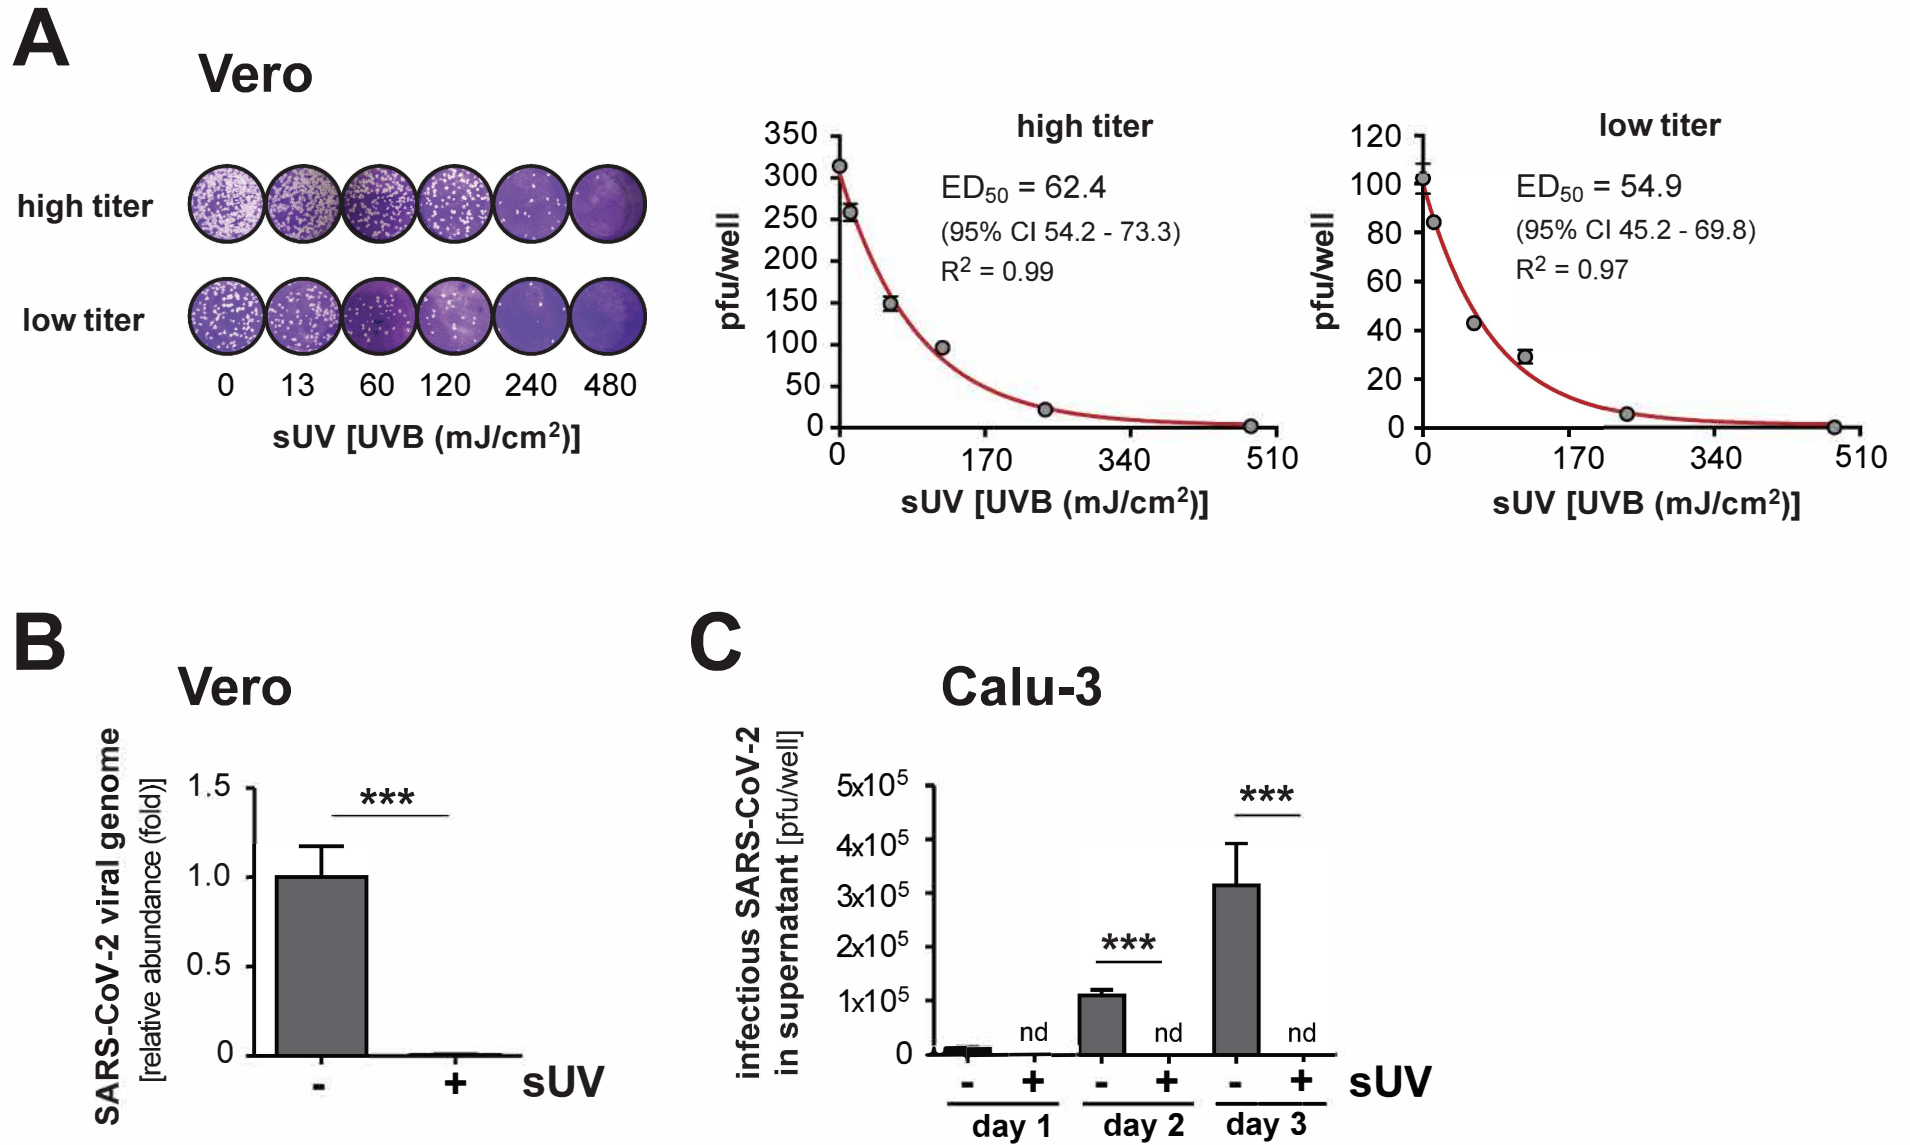 A
Vero
high titer
low titer
0 13 60 120 240 480
sUV [UVB (mJ/cm²)]
high titer
ED₅₀ = 62.4
(95% CI 54.2 - 73.3)
R² = 0.99
pfu/well
350
300
250
200
150
100
50
0
0 170 340 510
sUV [UVB (mJ/cm²)]
low titer
ED₅₀ = 54.9
(95% CI 45.2 - 69.8)
R² = 0.97
pfu/well
120
100
80
60
40
20
0
0 170 340 510
sUV [UVB (mJ/cm²)]
B
Vero
SARS-CoV-2 viral genome
[relative abundance (fold)]
1.5
1.0
0.5
0
***
- + sUV
C
Calu-3
infectious SARS-CoV-2
in supernatant [pfu/well]
5x10⁵
4x10⁵
3x10⁵
2x10⁵
1x10⁵
0
***
***
nd nd nd
- + - + - + sUV
day 1 day 2 day 3